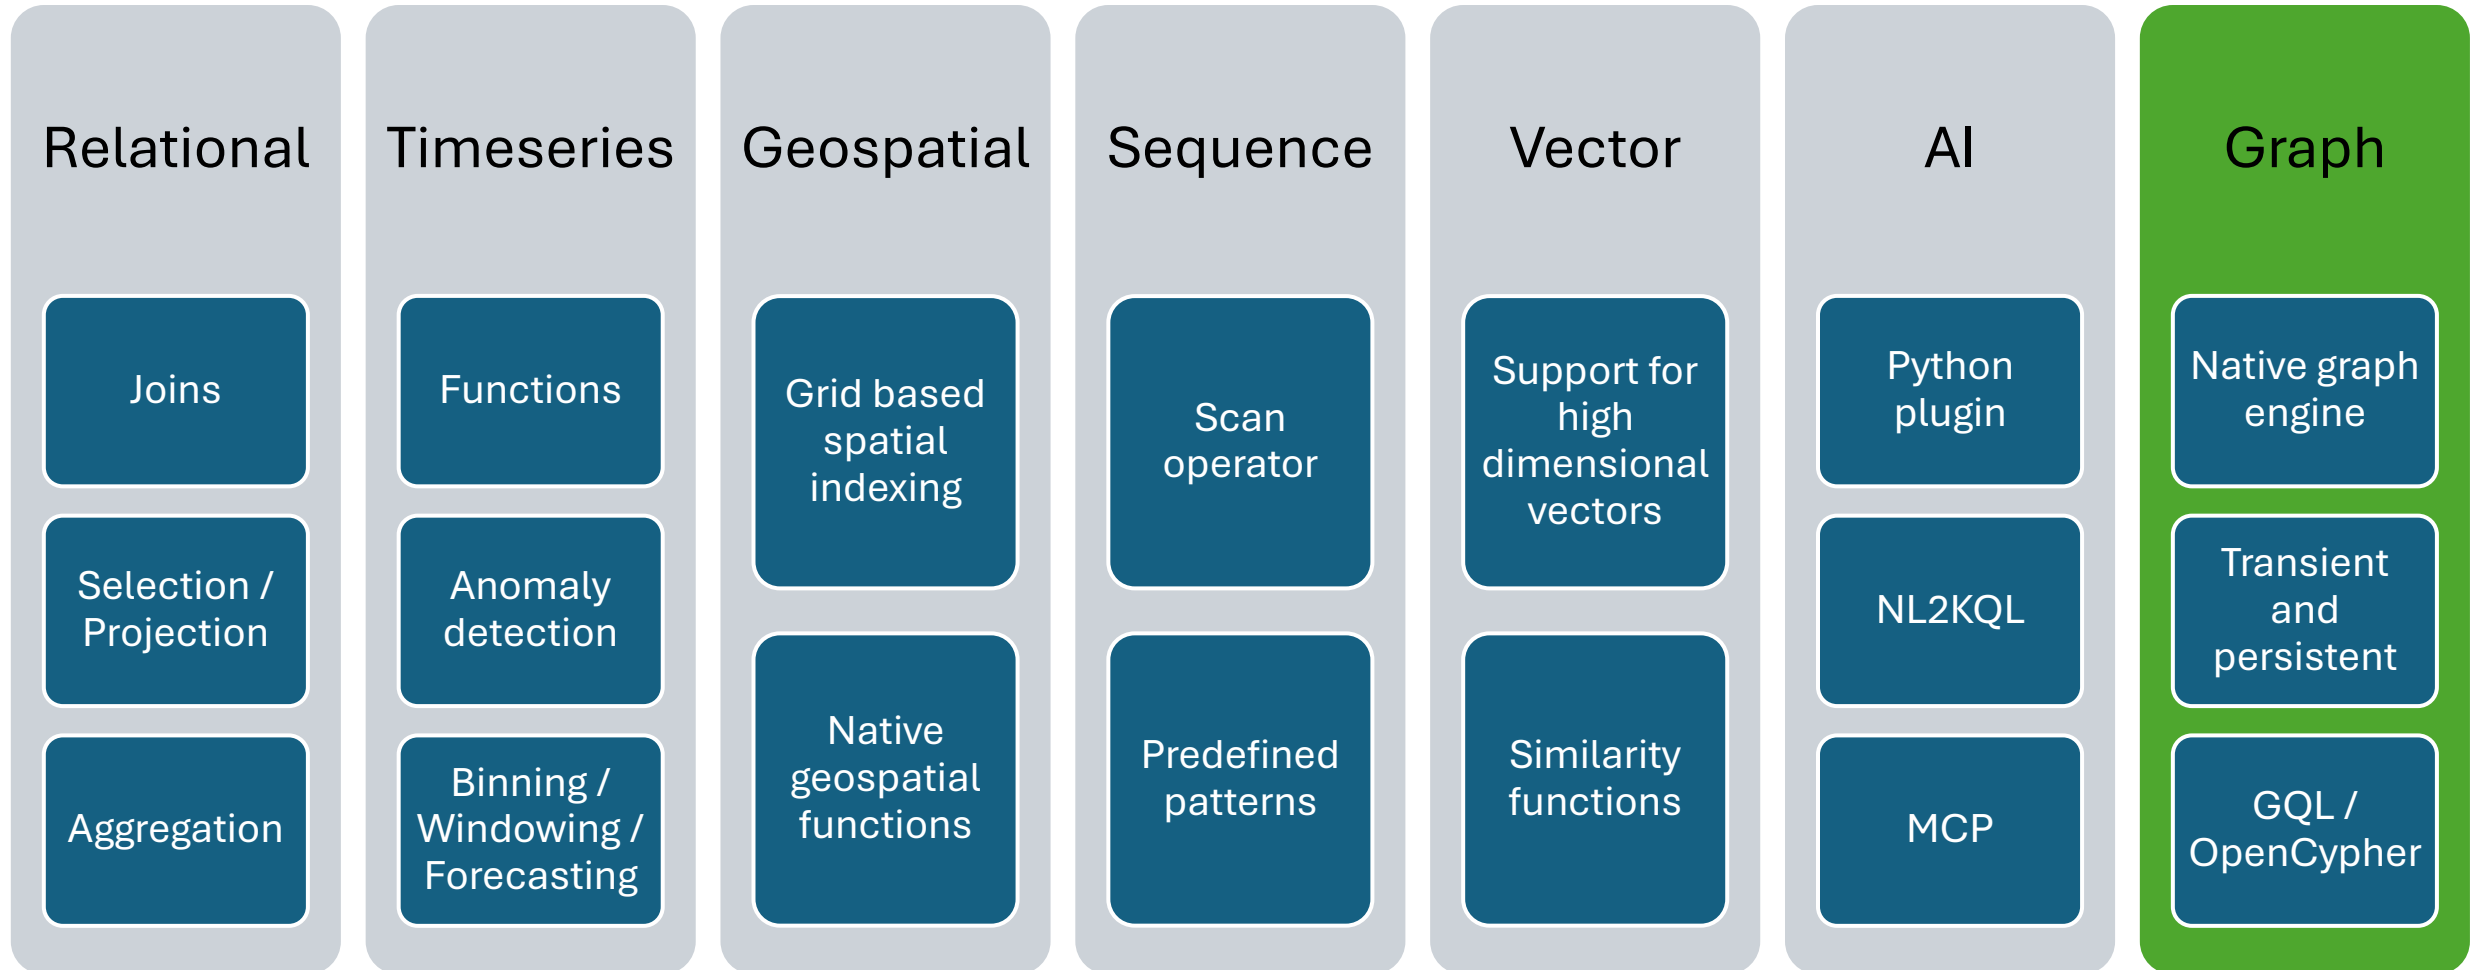 Relational
Joins
Selection /
Projection
Aggregation
Timeseries
Functions
Anomaly
detection
Binning /
Windowing /
Forecasting
Geospatial
Grid based
spatial
indexing
Native
geospatial
functions
Sequence
Scan
operator
Predefined
patterns
Vector
Support for
high
dimensional
vectors
Similarity
functions
AI
Python
plugin
NL2KQL
MCP
Graph
Native graph
engine
Transient
and
persistent
GQL /
OpenCypher